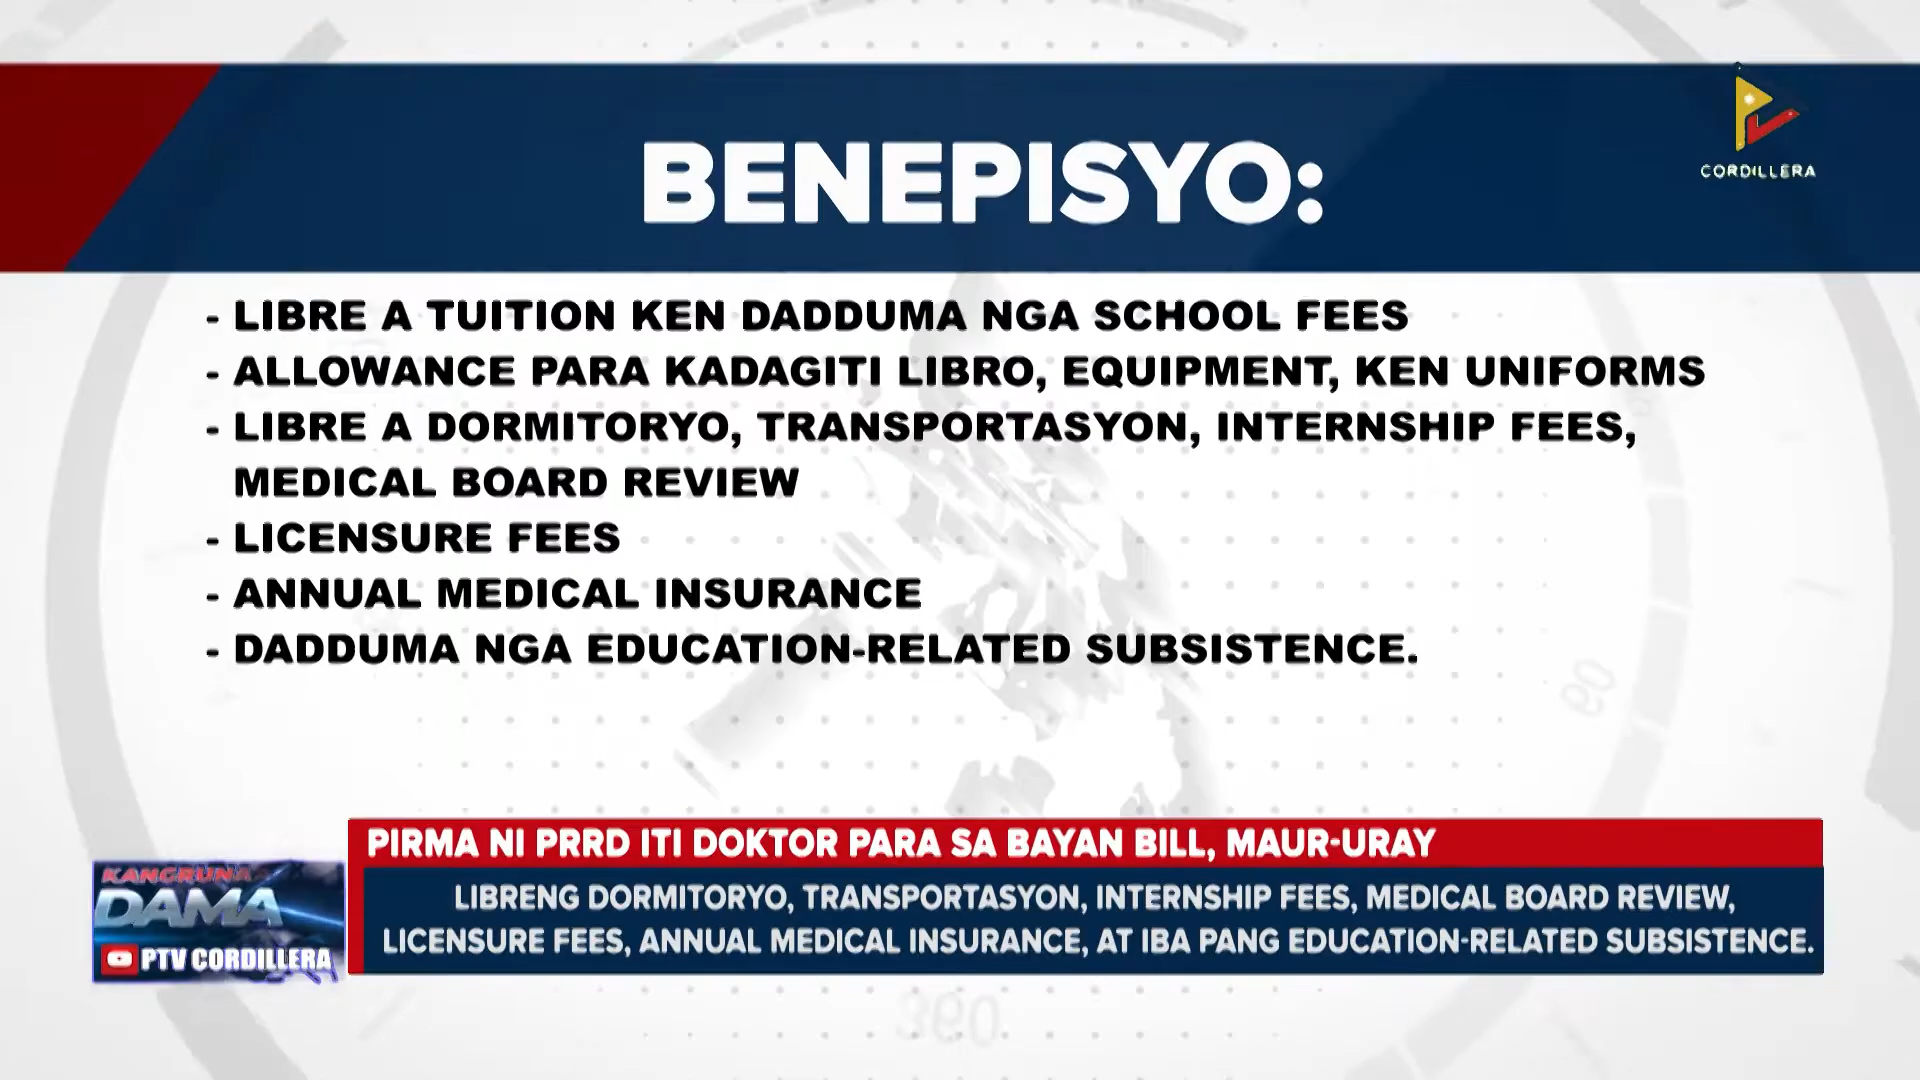 BENEPISYO:
CORDILLERA
- LIBRE A TUITION KEN DADDUMA NGA SCHOOL FEES
- ALLOWANCE PARA KADAGITI LIBRO, EQUIPMENT, KEN UNIFORMS
- LIBRE A DORMITORYO, TRANSPORTASYON, INTERNSHIP FEES,
MEDICAL BOARD REVIEW
- LICENSURE FEES
- ANNUAL MEDICAL INSURANCE
- DADDUMA NGA EDUCATION-RELATED SUBSISTENCE.
PIRMA NI PRRD ITI DOKTOR PARA SA BAYAN BILL, MAUR-URAY
LIBRENG DORMITORYO, TRANSPORTASYON, INTERNSHIP FEES, MEDICAL BOARD REVIEW,
LICENSURE FEES, ANNUAL MEDICAL INSURANCE, AT IBA PANG EDUCATION-RELATED SUBSISTENCE.
DAMA
PTV CORDILLERA